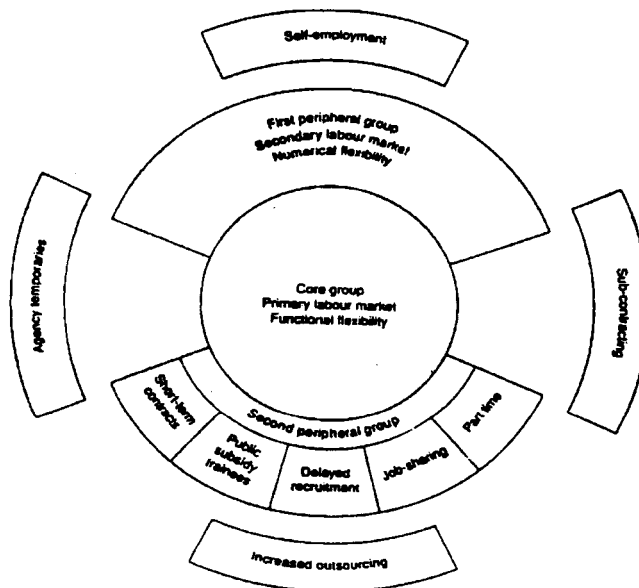 Self-employment
First peripheral group
Secondary labour market
Numerical flexibility
Agency temporaries
Core group
Primary labour market
Functional flexibility
Sub-contracting
Second peripheral group
Short-term
contracts
Public
subsidy
trainees
Delayed
recruitment
Job-sharing
Part time
Increased outsourcing